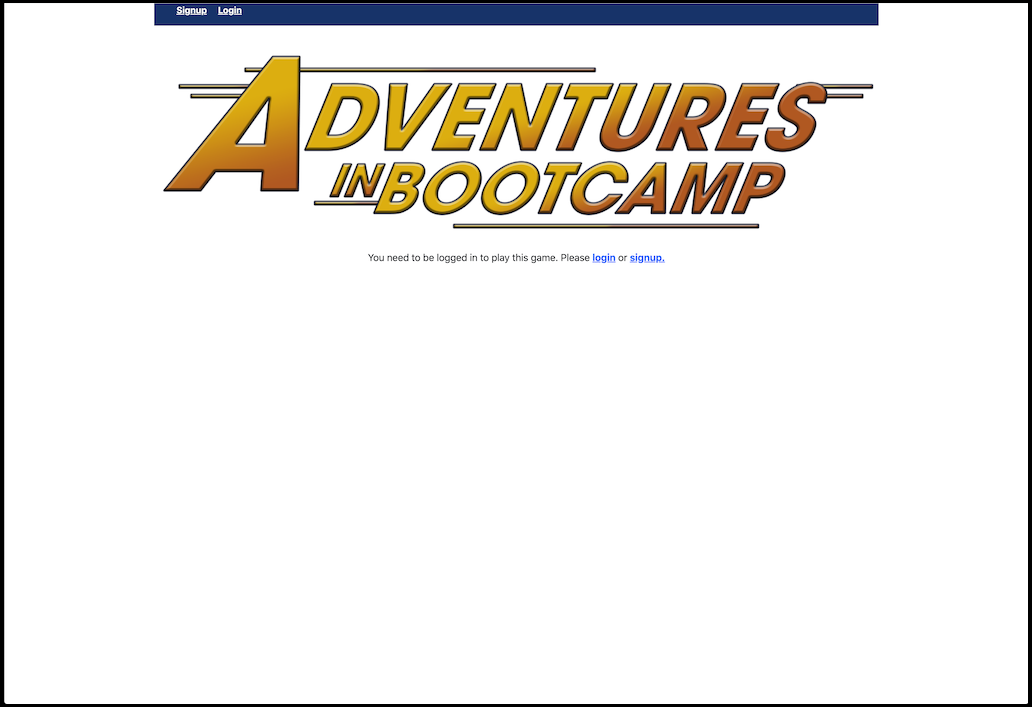 Signup Login
ADVENTURES
IN BOOTCAMP
You need to be logged in to play this game. Please login or signup.